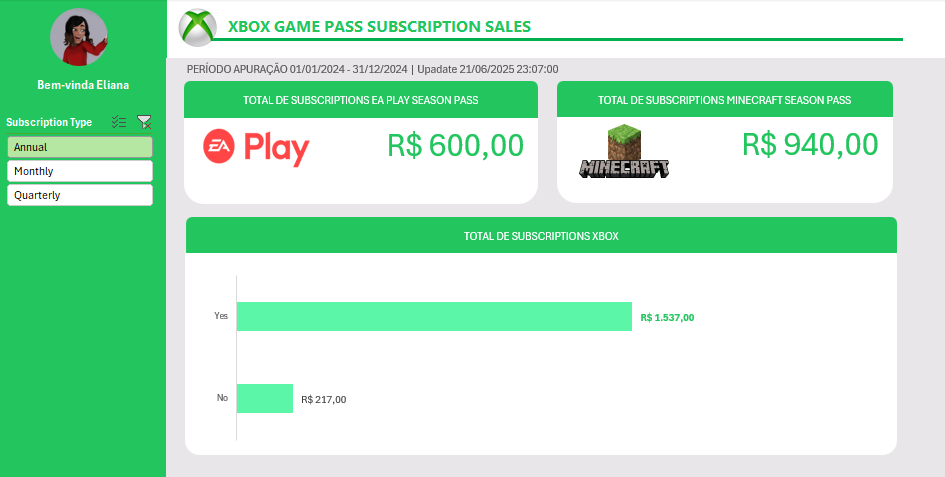 XBOX GAME PASS SUBSCRIPTION SALES
Bem-vinda Eliana
Subscription Type
Annual
Monthly
Quarterly
PERÍODO APURAÇÃO 01/01/2024 - 31/12/2024 | Upadate 21/06/2025 23:07:00
TOTAL DE SUBSCRIPTIONS EA PLAY SEASON PASS
EA Play
R$ 600,00
TOTAL DE SUBSCRIPTIONS MINECRAFT SEASON PASS
MINECRAFT
R$ 940,00
TOTAL DE SUBSCRIPTIONS XBOX
Yes
R$ 1.537,00
No
R$ 217,00